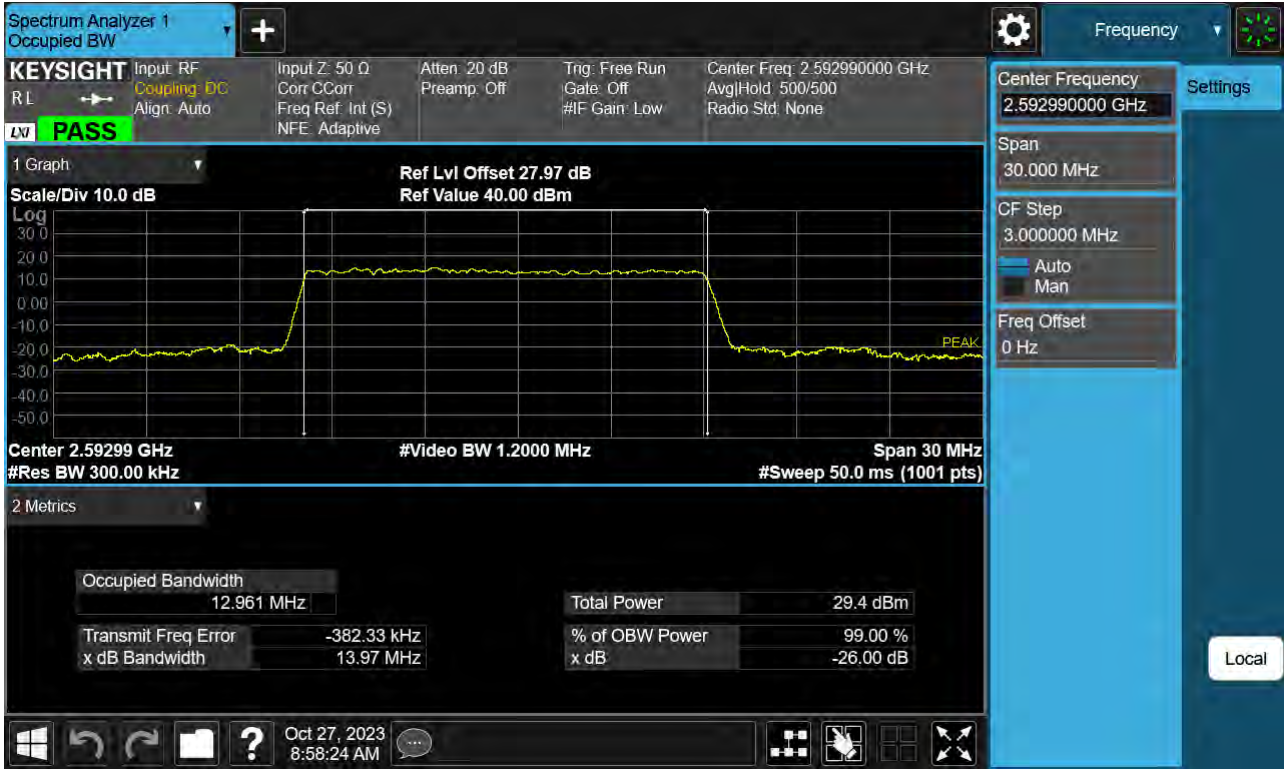 Spectrum Analyzer 1
Occupied BW
Frequency
KEYSIGHT
R L
LXI
PASS
Input: RF
Coupling: DC
Align: Auto
Input Z: 50 Ω
Corr CCorr
Freq Ref: Int (S)
NFE: Adaptive
Atten: 20 dB
Preamp: Off
Trig: Free Run
Gate: Off
#IF Gain: Low
Center Freq: 2.592990000 GHz
Avg|Hold: 500/500
Radio Std: None
Center Frequency
2.592990000 GHz
Settings
Span
30.000 MHz
CF Step
3.000000 MHz
Auto
Man
Freq Offset
0 Hz
Local
1 Graph
Scale/Div 10.0 dB
Ref Lvl Offset 27.97 dB
Ref Value 40.00 dBm
Log
30.0
20.0
10.0
0.00
-10.0
-20.0
-30.0
-40.0
-50.0
PEAK
Center 2.59299 GHz
#Video BW 1.2000 MHz
Span 30 MHz
#Res BW 300.00 kHz
#Sweep 50.0 ms (1001 pts)
2 Metrics
Occupied Bandwidth
12.961 MHz
Total Power 29.4 dBm
Transmit Freq Error -382.33 kHz
% of OBW Power 99.00 %
x dB Bandwidth 13.97 MHz
x dB -26.00 dB
?
Oct 27, 2023
8:58:24 AM